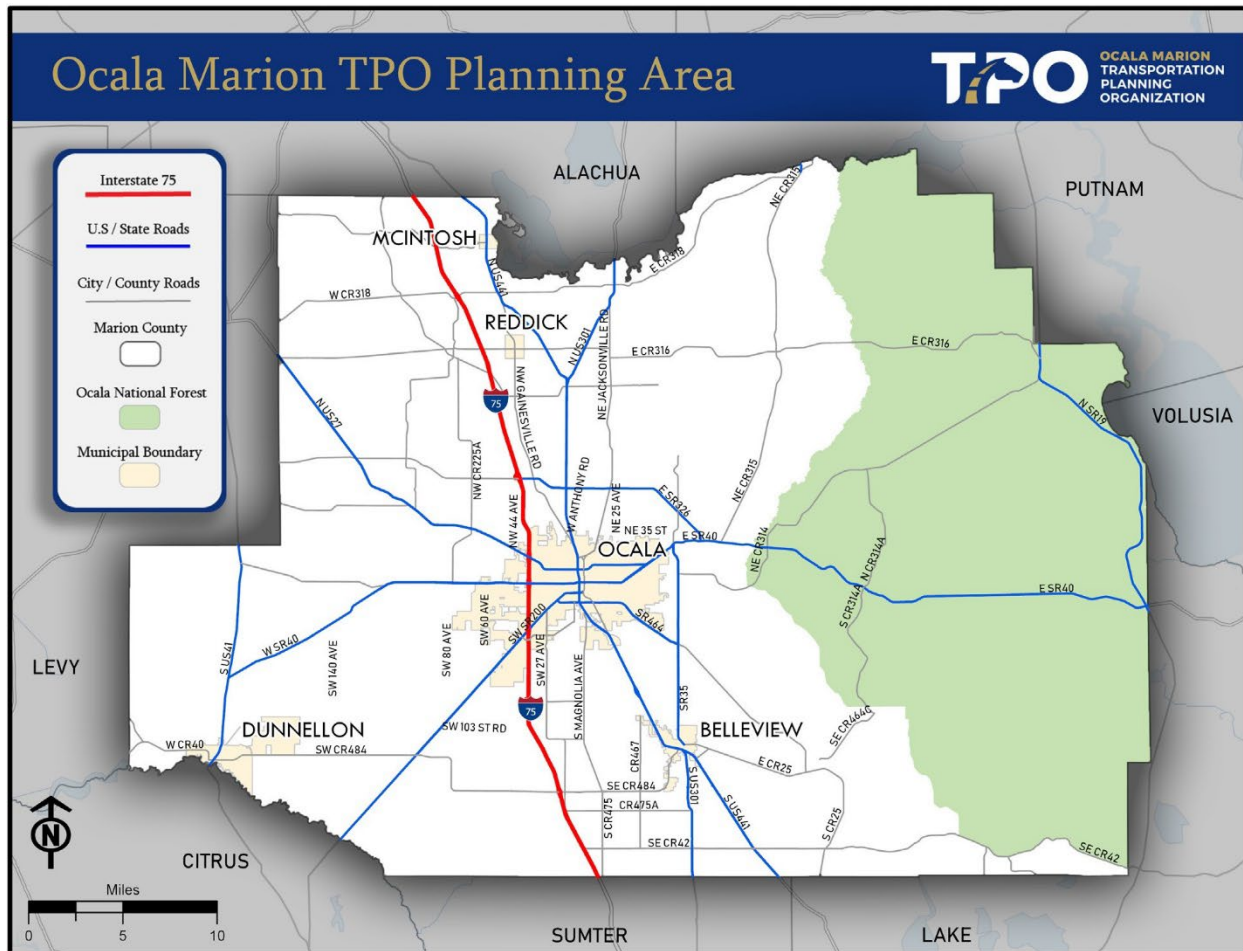 Ocala Marion TPO Planning Area
TPO
OCALA MARION
TRANSPORTATION
PLANNING
ORGANIZATION
Interstate 75
U.S / State Roads
City / County Roads
Marion County
Ocala National Forest
Municipal Boundary
ALACHUA
PUTNAM
VOLUSIA
LEVY
CITRUS
SUMTER
LAKE
MCINTOSH
REDDICK
OCALA
DUNNELLON
BELLEVIEW
NE CR315
E CR318
N US441
W CR318
N US301
NE JACKSONVILLE RD
E CR316
E CR316
N US27
75
NW GAINESVILLE RD
N SR19
NW CR225A
W ANTHONY RD
NE 25 AVE
E SR326
NE CR315
NW 44 AVE
NE 35 ST
E SR40
NE CR314
N CR314A
S CR314A
E SR40
SW SR200
SW 60 AVE
SW 80 AVE
SW 140 AVE
W SR40
S US41
SW 27 AVE
SR464
S MAGNOLIA AVE
SR35
75
SW 103 ST RD
SE CR464C
W CR40
SW CR484
CR467
E CR25
SE CR484
CR475A
S US301
S US441
S CR475
S CR25
SE CR42
SE CR42
N
Miles
0
5
10